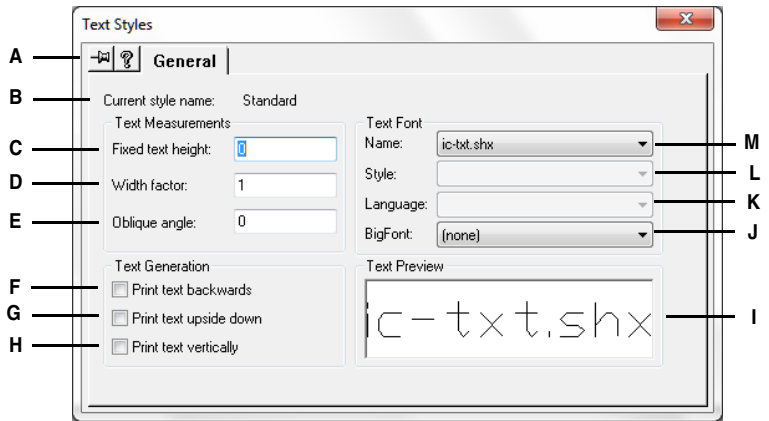 Text Styles
A
General
B
Current style name: Standard
Text Measurements
Text Font
C
Fixed text height: 0
Name: ic-txt.shx
M
D
Width factor: 1
Style:
L
Language:
K
E
Oblique angle: 0
BigFont: (none)
J
Text Generation
Text Preview
F
Print text backwards
G
Print text upside down
ic-txt.shx
I
H
Print text vertically